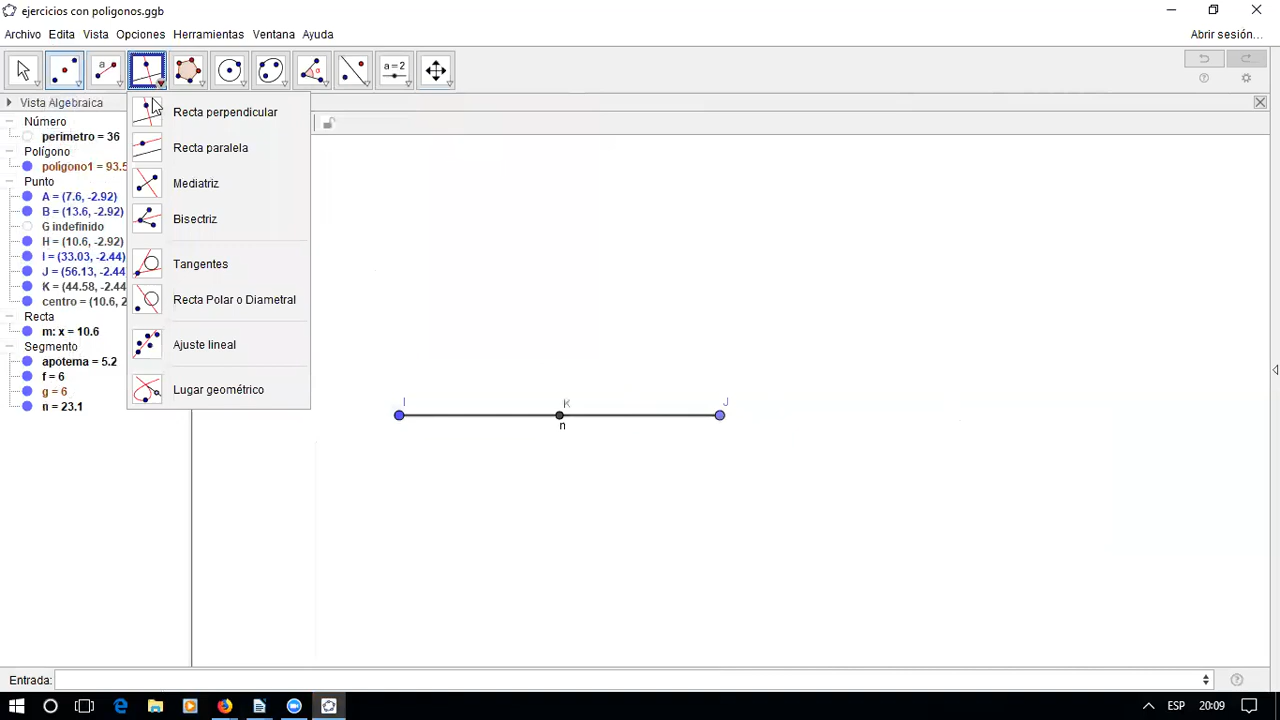 ejercicios con poligonos.ggb
Archivo Edita Vista Opciones Herramientas Ventana Ayuda
Abrir sesión...
a
α
a = 2
Vista Algebraica
Número
perimetro = 36
Polígono
polígono1 = 93.5
Punto
A = (7.6, -2.92)
B = (13.6, -2.92)
G indefinido
H = (10.6, -2.92)
I = (33.03, -2.44
J = (56.13, -2.44
K = (44.58, -2.44
centro = (10.6, 2
Recta
m: x = 10.6
Segmento
apotema = 5.2
f = 6
g = 6
n = 23.1
Recta perpendicular
Recta paralela
Mediatriz
Bisectriz
Tangentes
Recta Polar o Diametral
Ajuste lineal
Lugar geométrico
I
K
J
n
Entrada:
ESP
20:09